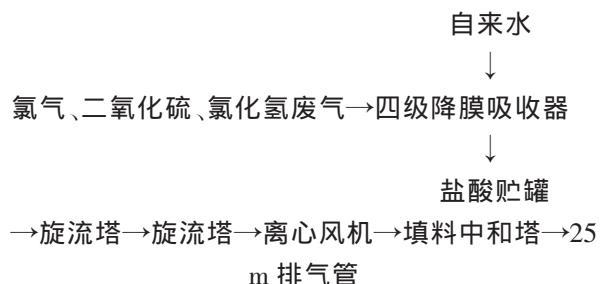 自来水
↓
氯气、二氧化硫、氯化氢废气→四级降膜吸收器
↓
盐酸贮罐
→旋流塔→旋流塔→离心风机→填料中和塔→25
m 排气管